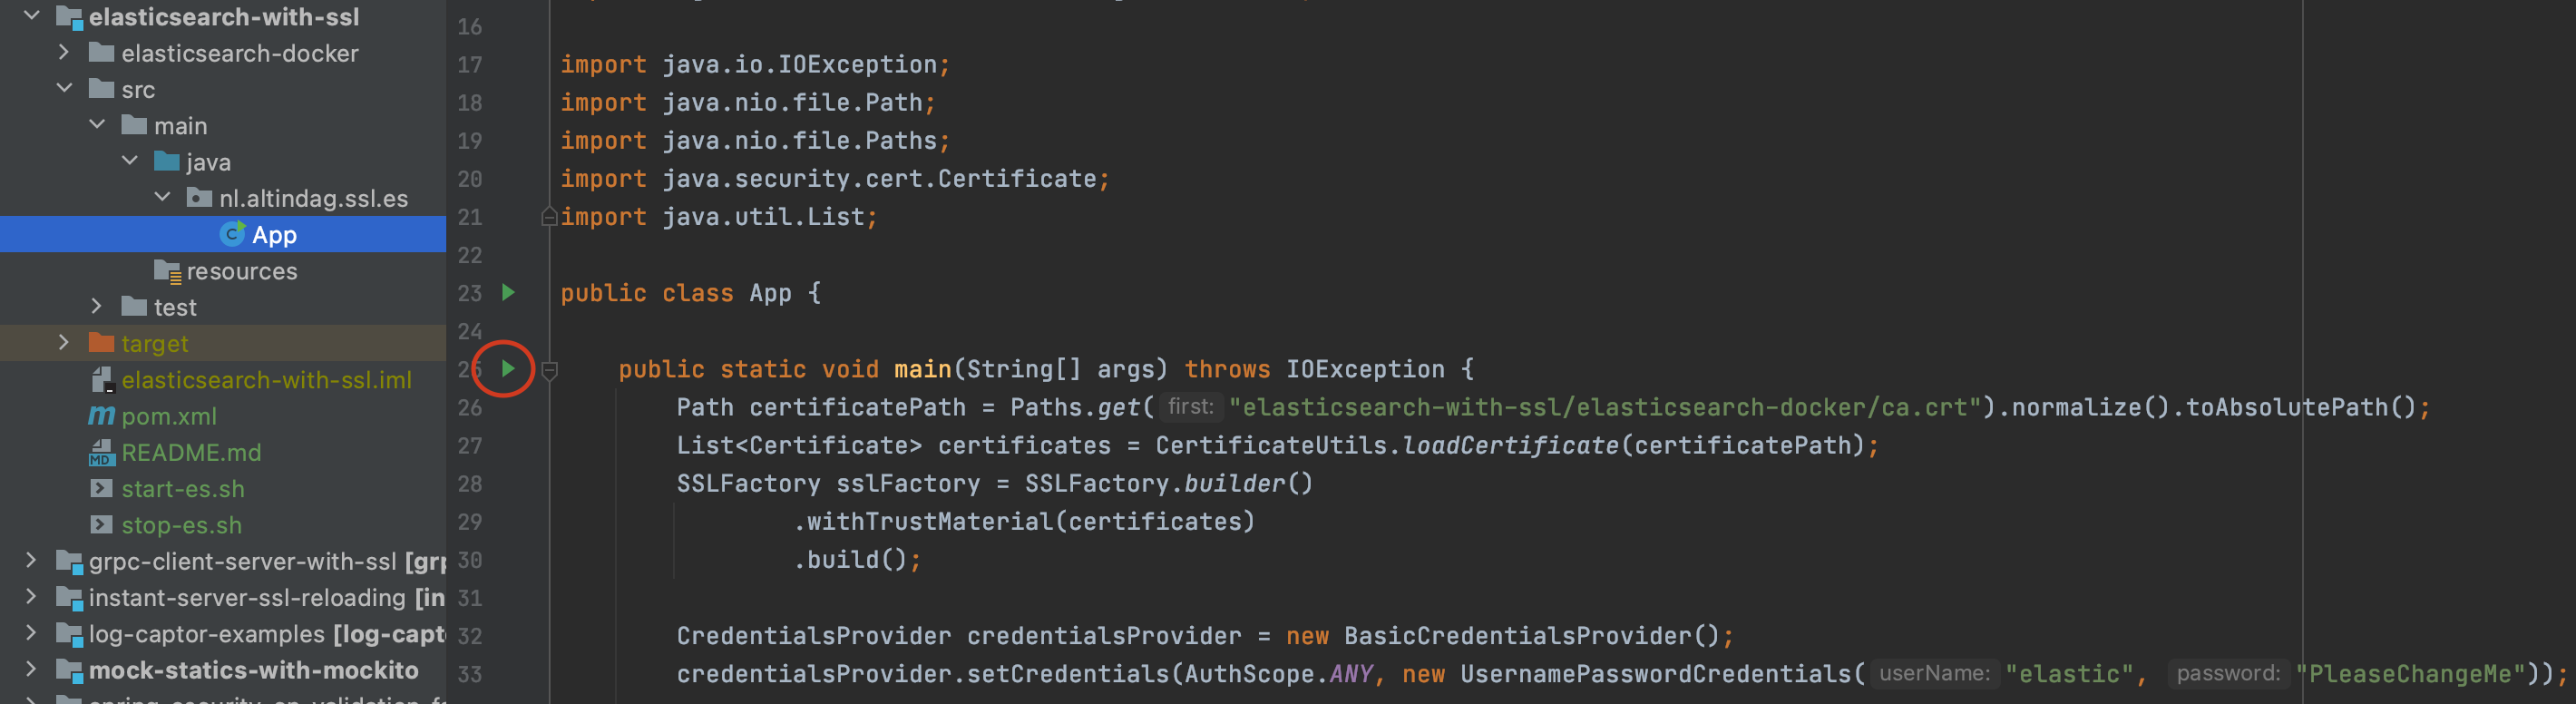 elasticsearch-with-ssl
elasticsearch-docker
src
main
java
nl.altindag.ssl.es
App
resources
test
target
elasticsearch-with-ssl.iml
pom.xml
README.md
start-es.sh
stop-es.sh
grpc-client-server-with-ssl [grp
instant-server-ssl-reloading [in
log-captor-examples [log-capt
mock-statics-with-mockito
16
17 import java.io.IOException;
18 import java.nio.file.Path;
19 import java.nio.file.Paths;
20 import java.security.cert.Certificate;
21 import java.util.List;
22
23 public class App {
24
25 public static void main(String[] args) throws IOException {
26 Path certificatePath = Paths.get( first: "elasticsearch-with-ssl/elasticsearch-docker/ca.crt").normalize().toAbsolutePath();
27 List<Certificate> certificates = CertificateUtils.loadCertificate(certificatePath);
28 SSLFactory sslFactory = SSLFactory.builder()
29 .withTrustMaterial(certificates)
30 .build();
31
32 CredentialsProvider credentialsProvider = new BasicCredentialsProvider();
33 credentialsProvider.setCredentials(AuthScope.ANY, new UsernamePasswordCredentials( userName: "elastic", password: "PleaseChangeMe"));